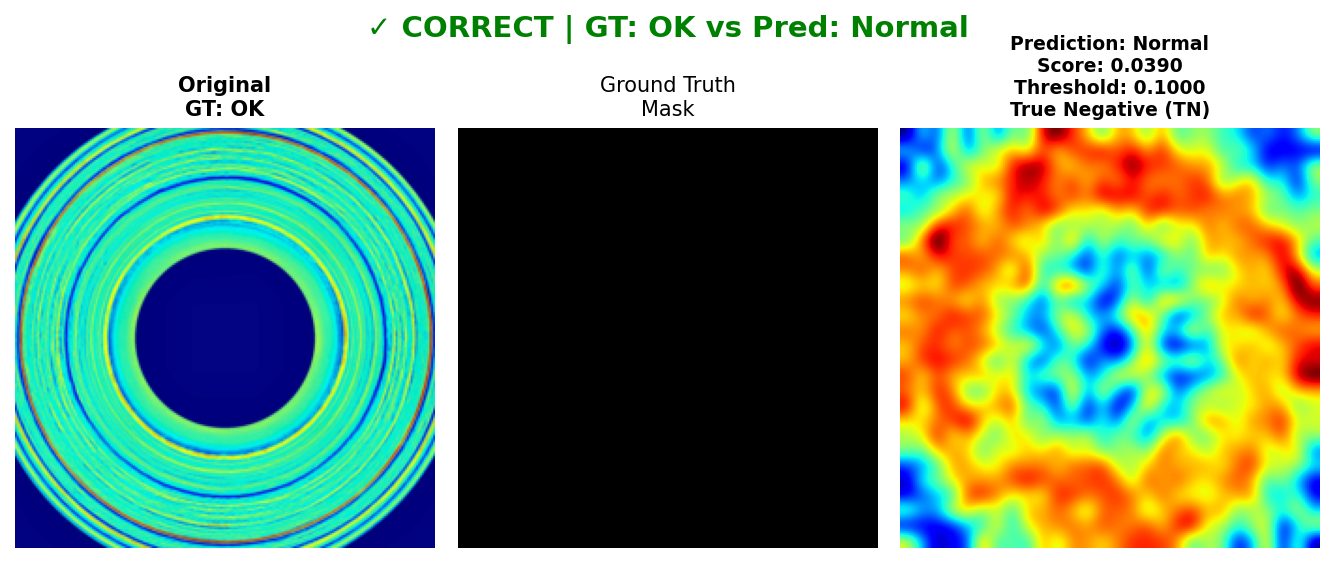 ✓ CORRECT | GT: OK vs Pred: Normal
Original
GT: OK
Ground Truth
Mask
Prediction: Normal
Score: 0.0390
Threshold: 0.1000
True Negative (TN)